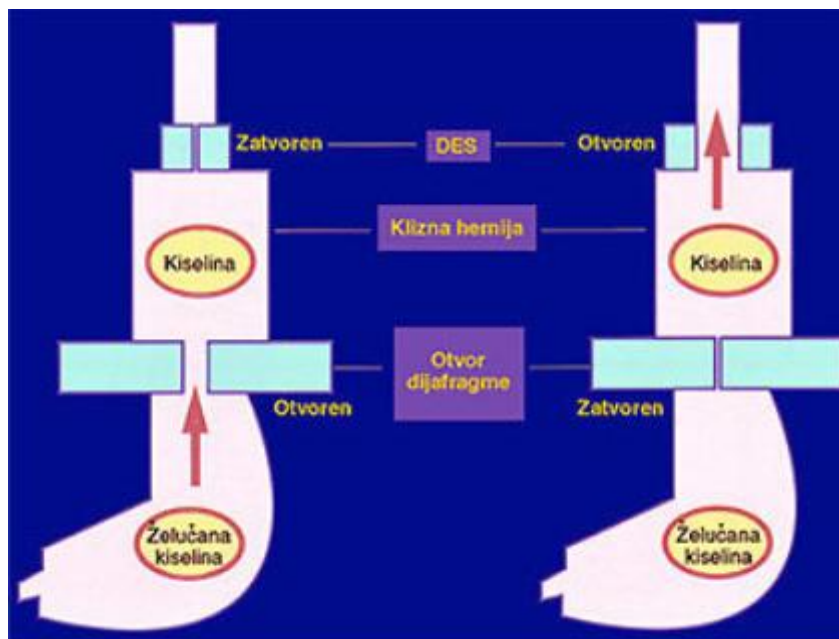 Zatvoren
DES
Otvoren
Klizna hernija
Kiselina
Kiselina
Otvor
dijafragme
Otvoren
Zatvoren
Želučana
kiselina
Želučana
kiselina